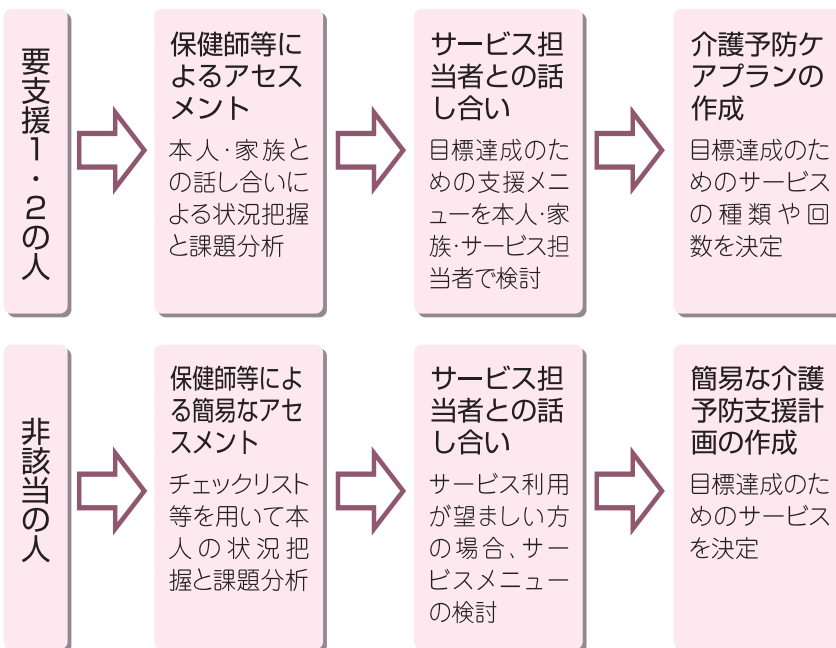 要支援1・2の人
保健師等に
よるアセス
メント
本人・家族と
の話し合いに
よる状況把握
と課題分析
サービス担
当者との話
し合い
目標達成のた
めの支援メニ
ューを本人・家
族・サービス担
当者で検討
介護予防ケ
アプランの
作成
目標達成のた
めのサービス
の種類や回
数を決定
非該当の人
保健師等によ
る簡易なアセ
スメント
チェックリスト
等を用いて本
人の状況把
握と課題分析
サービス担
当者との話
し合い
サービス利用
が望ましい方
の場合、サー
ビスメニュー
の検討
簡易な介護
予防支援計
画の作成
目標達成のた
めのサービス
を決定